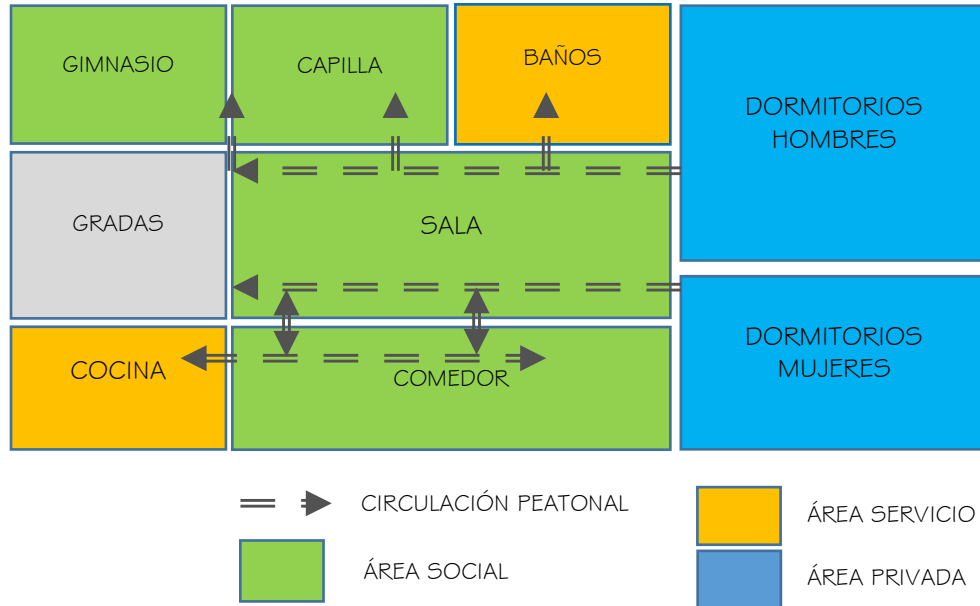 GIMNASIO
CAPILLA
BAÑOS
DORMITORIOS
HOMBRES
GRADAS
SALA
COCINA
COMEDOR
DORMITORIOS
MUJERES
CIRCULACIÓN PEATONAL
ÁREA SERVICIO
ÁREA SOCIAL
ÁREA PRIVADA